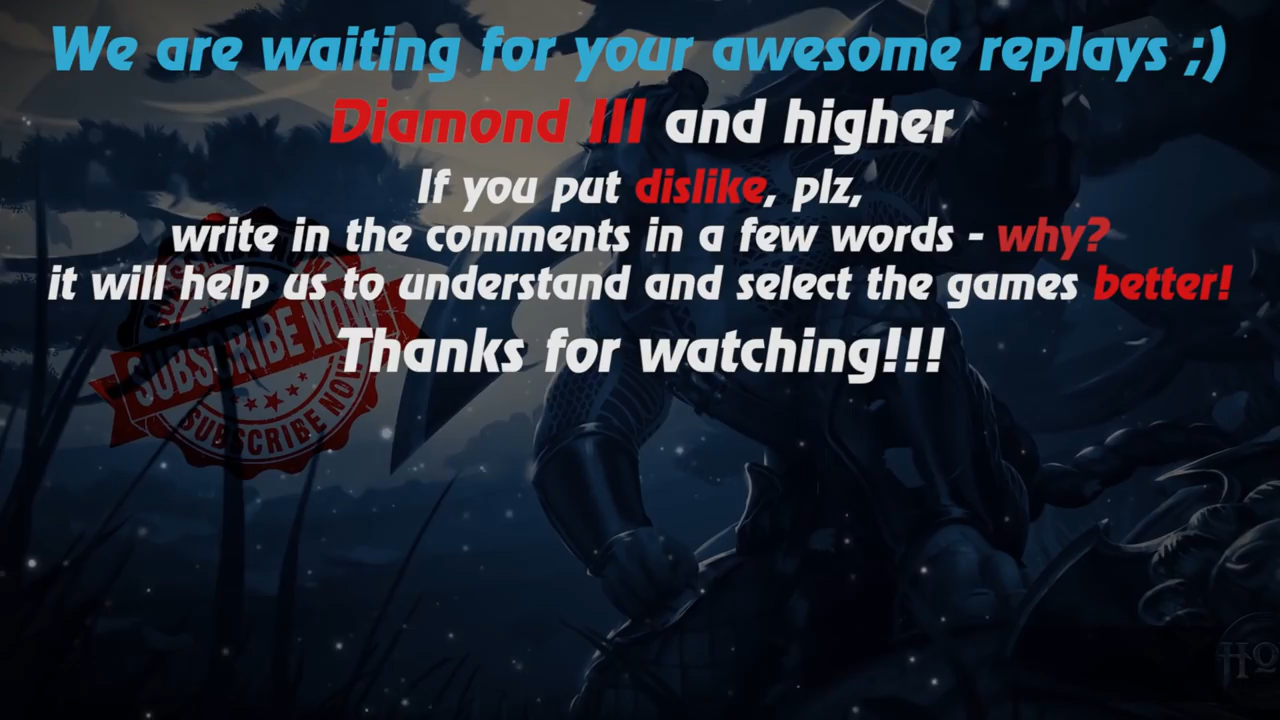 We are waiting for your awesome replays ;)
Diamond III and higher
If you put dislike, plz,
write in the comments in a few words - why?
it will help us to understand and select the games better!
Thanks for watching!!!
SUBSCRIBE NOW
SUBSCRIBE NOW
SUBSCRIBE NOW